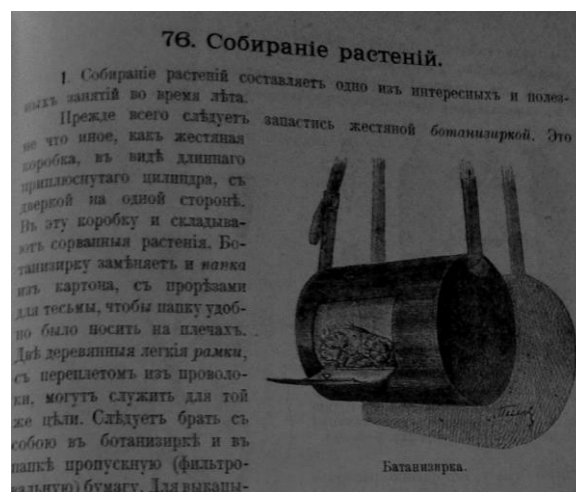 76. Собираніе растеній.
I. Собираніе растеній составляетъ одно изъ интересныхъ и полез-
ныхъ занятій во время лѣта.
Прежде всего слѣдуетъ запастись жестяной ботанизиркой. Это
не что иное, какъ жестяная
коробка, въ видѣ длиннаго
приплюснутаго цилиндра, съ
дверкой на одной сторонѣ.
Въ эту коробку и складыва-
ютъ сорванныя растенія. Бо-
танизирку замѣняетъ и папка
изъ картона, съ прорѣзами
для тесьмы, чтобы папку удоб-
но было носить на плечахъ.
Двѣ деревянныя легкія рамки,
съ переплетомъ изъ проволо-
ки, могутъ служить для той
же цѣли. Слѣдуетъ брать съ
собою въ ботанизиркѣ и въ
папкѣ пропускную (фильтро-
вальную) бумагу. Для выкапы-
Батанизирка.